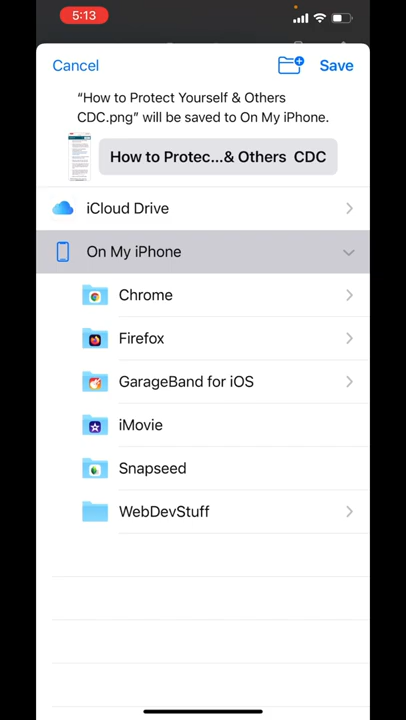 5:13
Cancel
Save
“How to Protect Yourself & Others
CDC.png” will be saved to On My iPhone.
How to Protec...& Others CDC
iCloud Drive
On My iPhone
Chrome
Firefox
GarageBand for iOS
iMovie
Snapseed
WebDevStuff